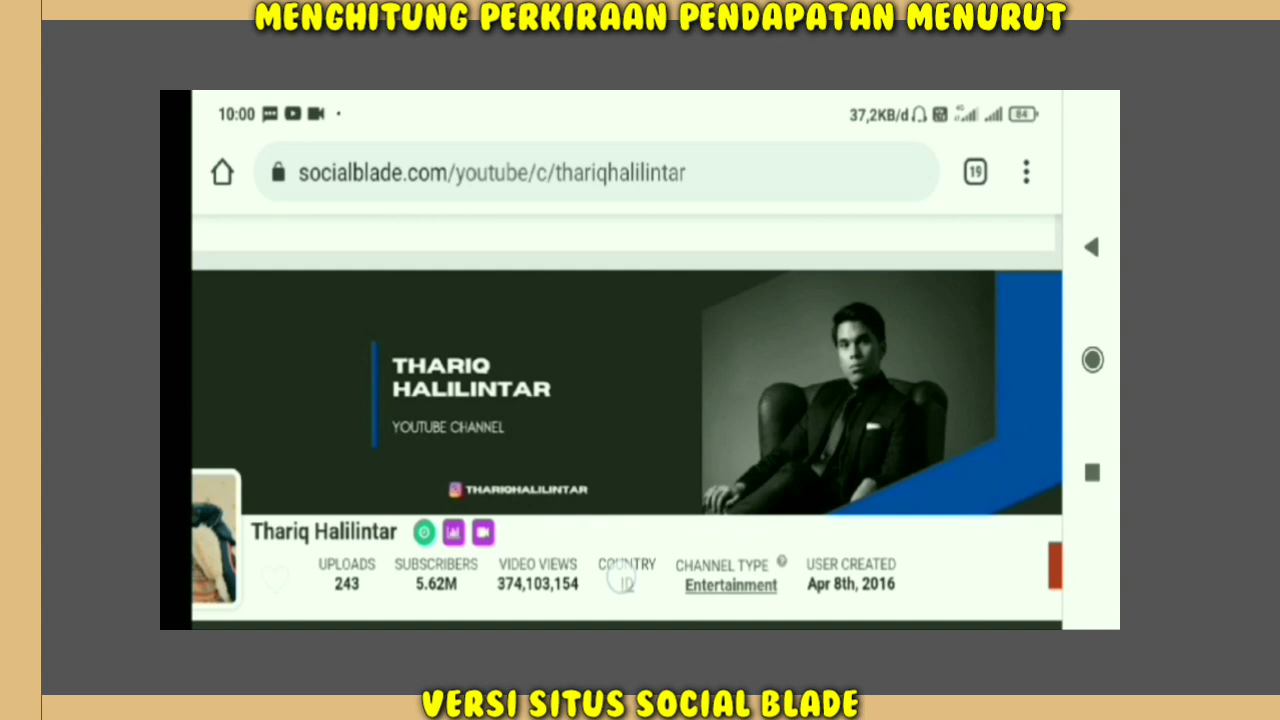 MENGHITUNG PERKIRAAN PENDAPATAN MENURUT
10:00
37,2KB/d 4G 84
socialblade.com/youtube/c/thariqhalilintar
19
THARIQ
HALILINTAR
YOUTUBE CHANNEL
THARIQHALILINTAR
Thariq Halilintar
UPLOADS SUBSCRIBERS VIDEO VIEWS COUNTRY CHANNEL TYPE USER CREATED
243 5.62M 374,103,154 ID Entertainment Apr 8th, 2016
VERSI SITUS SOCIAL BLADE